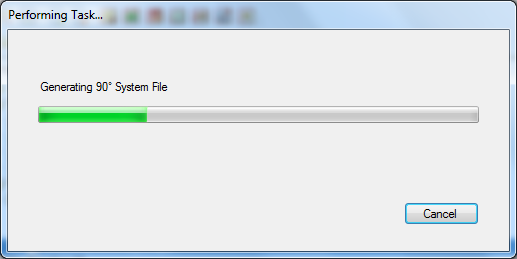 Performing Task...
Generating 90° System File
Cancel